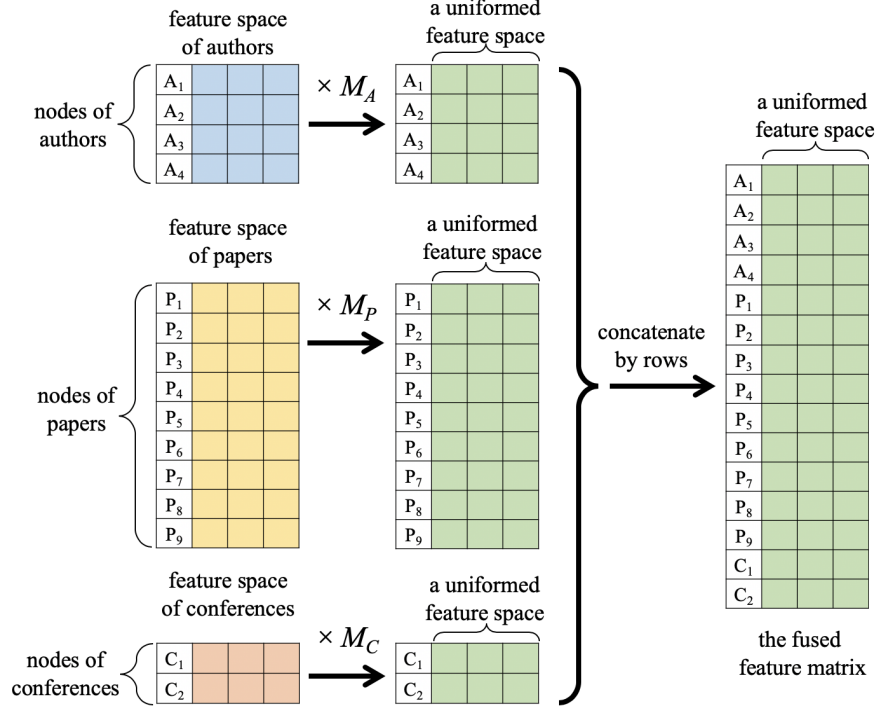 feature space
of authors
a uniformed
feature space
nodes of
authors
A₁
A₂
A₃
A₄
× M_A
A₁
A₂
A₃
A₄
feature space
of papers
a uniformed
feature space
nodes of
papers
P₁
P₂
P₃
P₄
P₅
P₆
P₇
P₈
P₉
× M_P
P₁
P₂
P₃
P₄
P₅
P₆
P₇
P₈
P₉
feature space
of conferences
a uniformed
feature space
nodes of
conferences
C₁
C₂
× M_C
C₁
C₂
concatenate
by rows
a uniformed
feature space
A₁
A₂
A₃
A₄
P₁
P₂
P₃
P₄
P₅
P₆
P₇
P₈
P₉
C₁
C₂
the fused
feature matrix